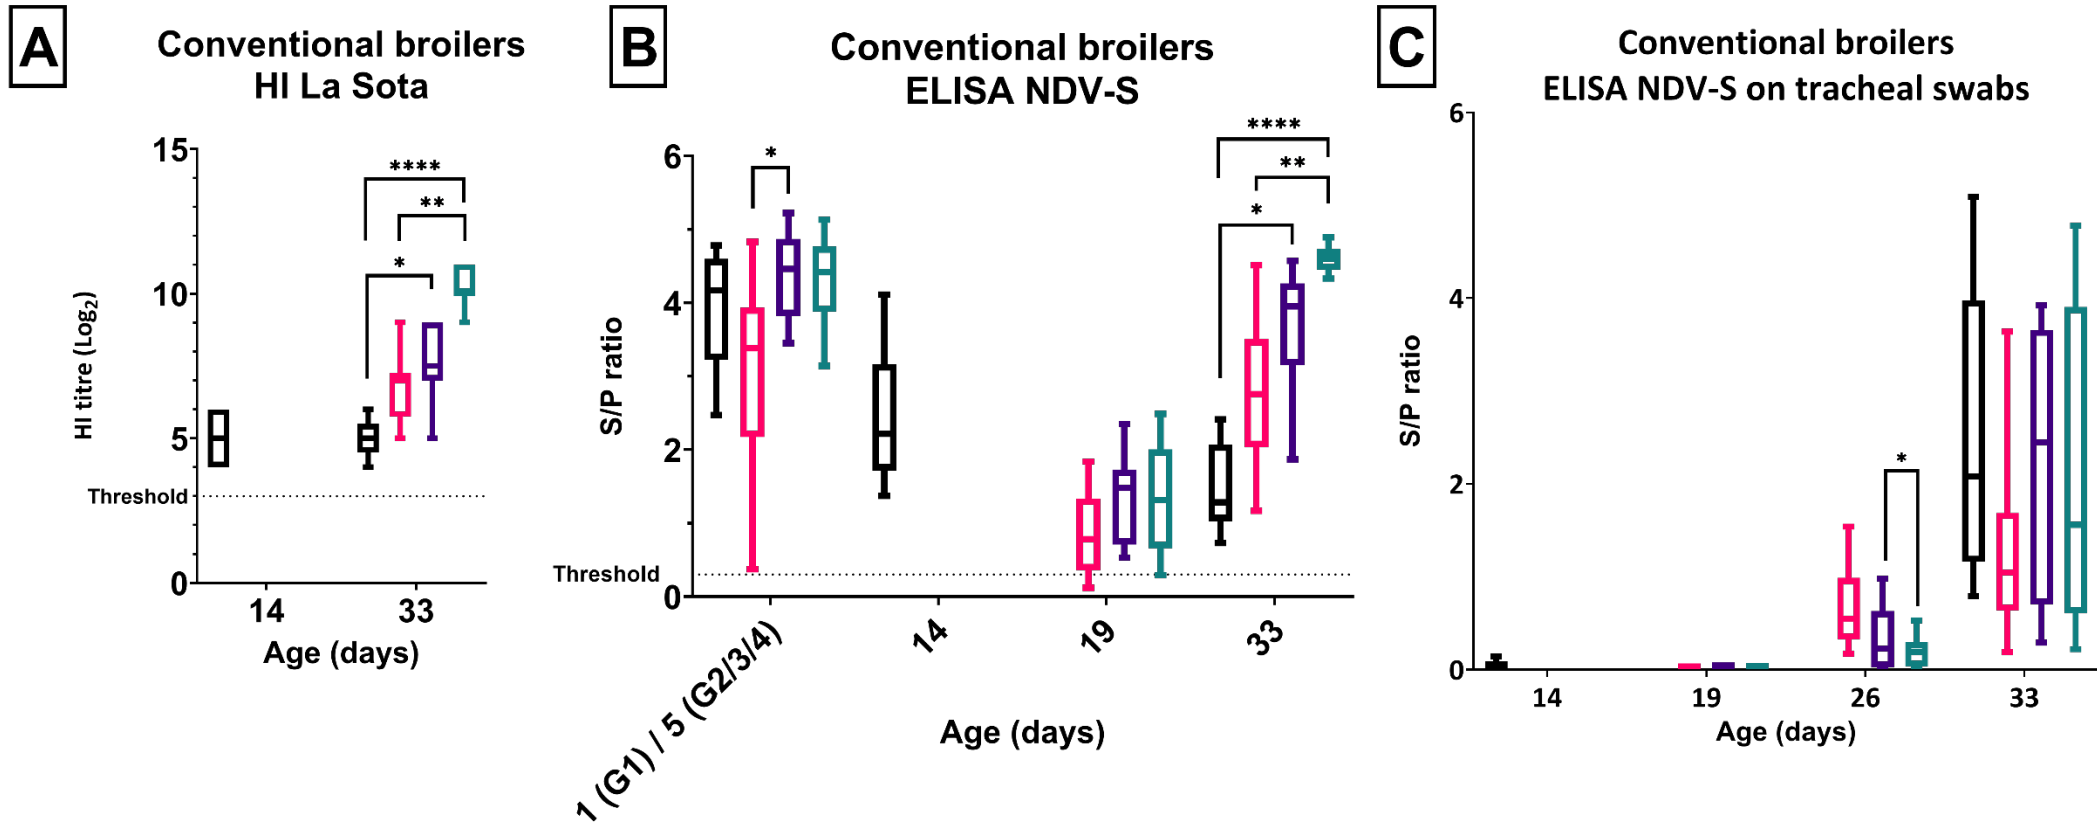 A
Conventional broilers
HI La Sota
15
10
5
0
HI titre (Log2)
Threshold
****
**
*
14
33
Age (days)
B
Conventional broilers
ELISA NDV-S
6
4
2
0
S/P ratio
Threshold
*
****
**
*
1 (G1) / 5 (G2/3/4)
14
19
33
Age (days)
C
Conventional broilers
ELISA NDV-S on tracheal swabs
6
4
2
0
S/P ratio
*
14
19
26
33
Age (days)